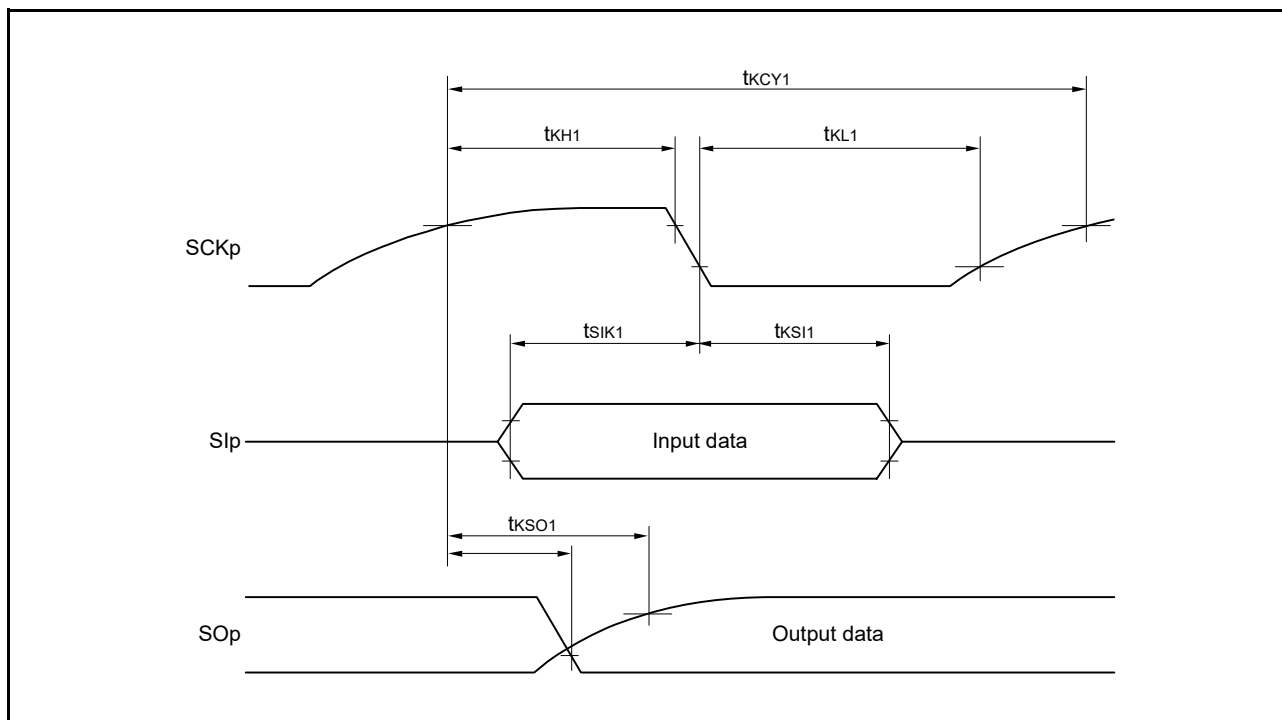 tKCY1
tKH1
tKL1
SCKp
tSIK1
tKSI1
SIp
Input data
tKSO1
SOp
Output data